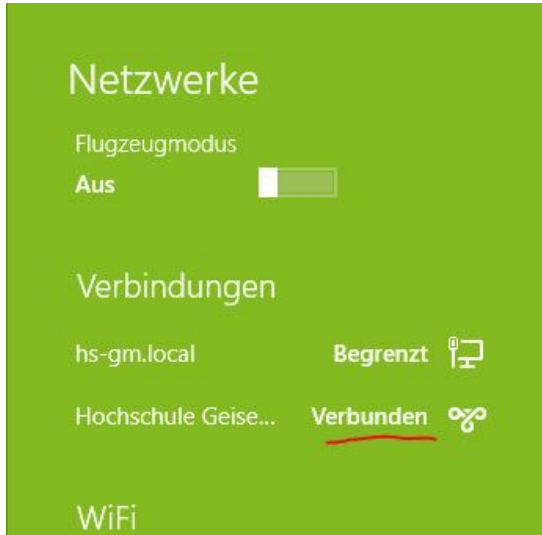 Netzwerke
Flugzeugmodus
Aus
Verbindungen
hs-gm.local Begrenzt
Hochschule Geise... Verbunden
WiFi